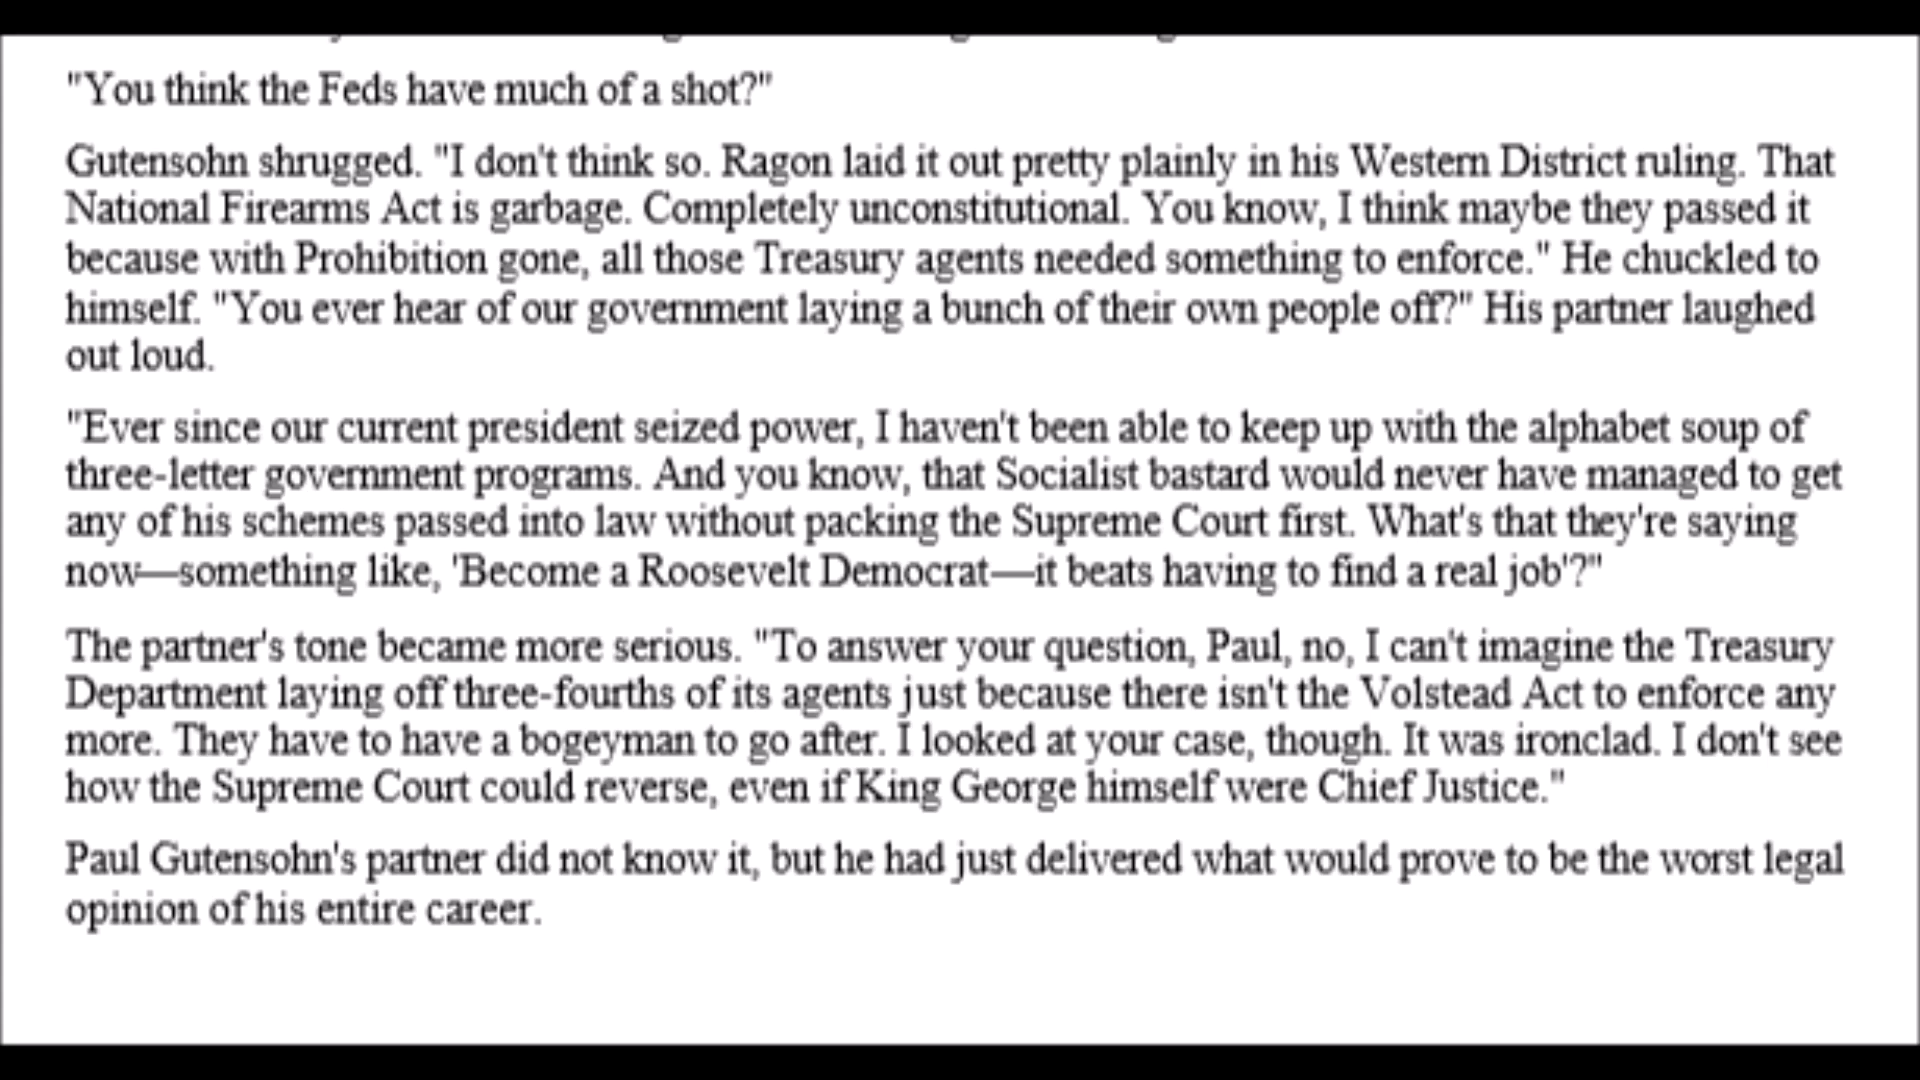 "You think the Feds have much of a shot?"
Gutensohn shrugged. "I don't think so. Ragon laid it out pretty plainly in his Western District ruling. That
National Firearms Act is garbage. Completely unconstitutional. You know, I think maybe they passed it
because with Prohibition gone, all those Treasury agents needed something to enforce." He chuckled to
himself. "You ever hear of our government laying a bunch of their own people off?" His partner laughed
out loud.
"Ever since our current president seized power, I haven't been able to keep up with the alphabet soup of
three-letter government programs. And you know, that Socialist bastard would never have managed to get
any of his schemes passed into law without packing the Supreme Court first. What's that they're saying
now—something like, 'Become a Roosevelt Democrat—it beats having to find a real job'?"
The partner's tone became more serious. "To answer your question, Paul, no, I can't imagine the Treasury
Department laying off three-fourths of its agents just because there isn't the Volstead Act to enforce any
more. They have to have a bogeyman to go after. I looked at your case, though. It was ironclad. I don't see
how the Supreme Court could reverse, even if King George himself were Chief Justice."
Paul Gutensohn's partner did not know it, but he had just delivered what would prove to be the worst legal
opinion of his entire career.